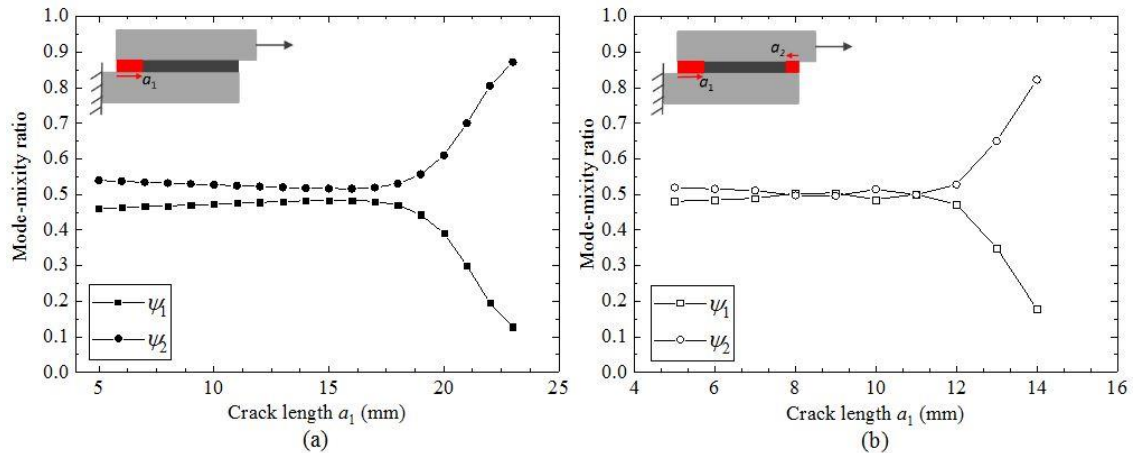 1.0
0.9
0.8
0.7
0.6
0.5
0.4
0.3
0.2
0.1
0.0
Mode-mixity ratio
a1
ψ1
ψ2
5 10 15 20 25
Crack length a1 (mm)
(a)
1.0
0.9
0.8
0.7
0.6
0.5
0.4
0.3
0.2
0.1
0.0
Mode-mixity ratio
a2
a1
ψ1
ψ2
4 6 8 10 12 14 16
Crack length a1 (mm)
(b)